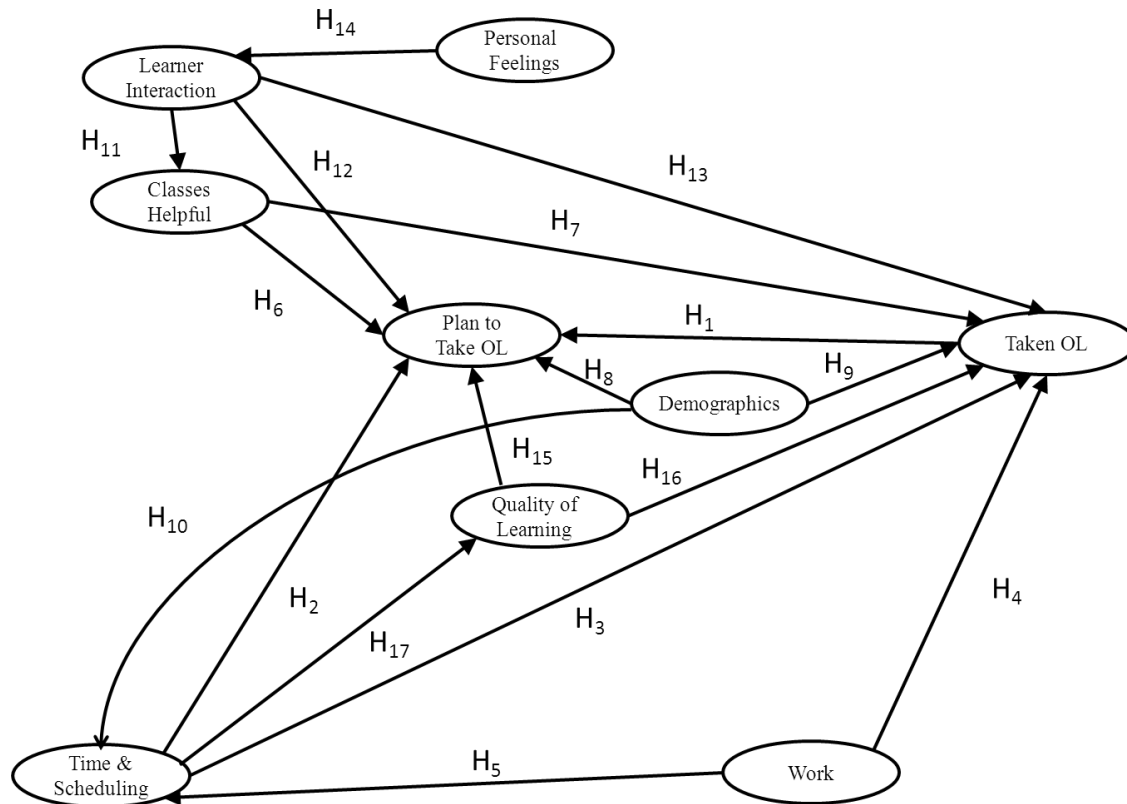 H14
Personal
Feelings
Learner
Interaction
H11
H12
H13
Classes
Helpful
H7
H6
Plan to
Take OL
H1
Taken OL
H8
H9
Demographics
H15
H16
Quality of
Learning
H10
H2
H17
H3
H4
Time &
Scheduling
H5
Work